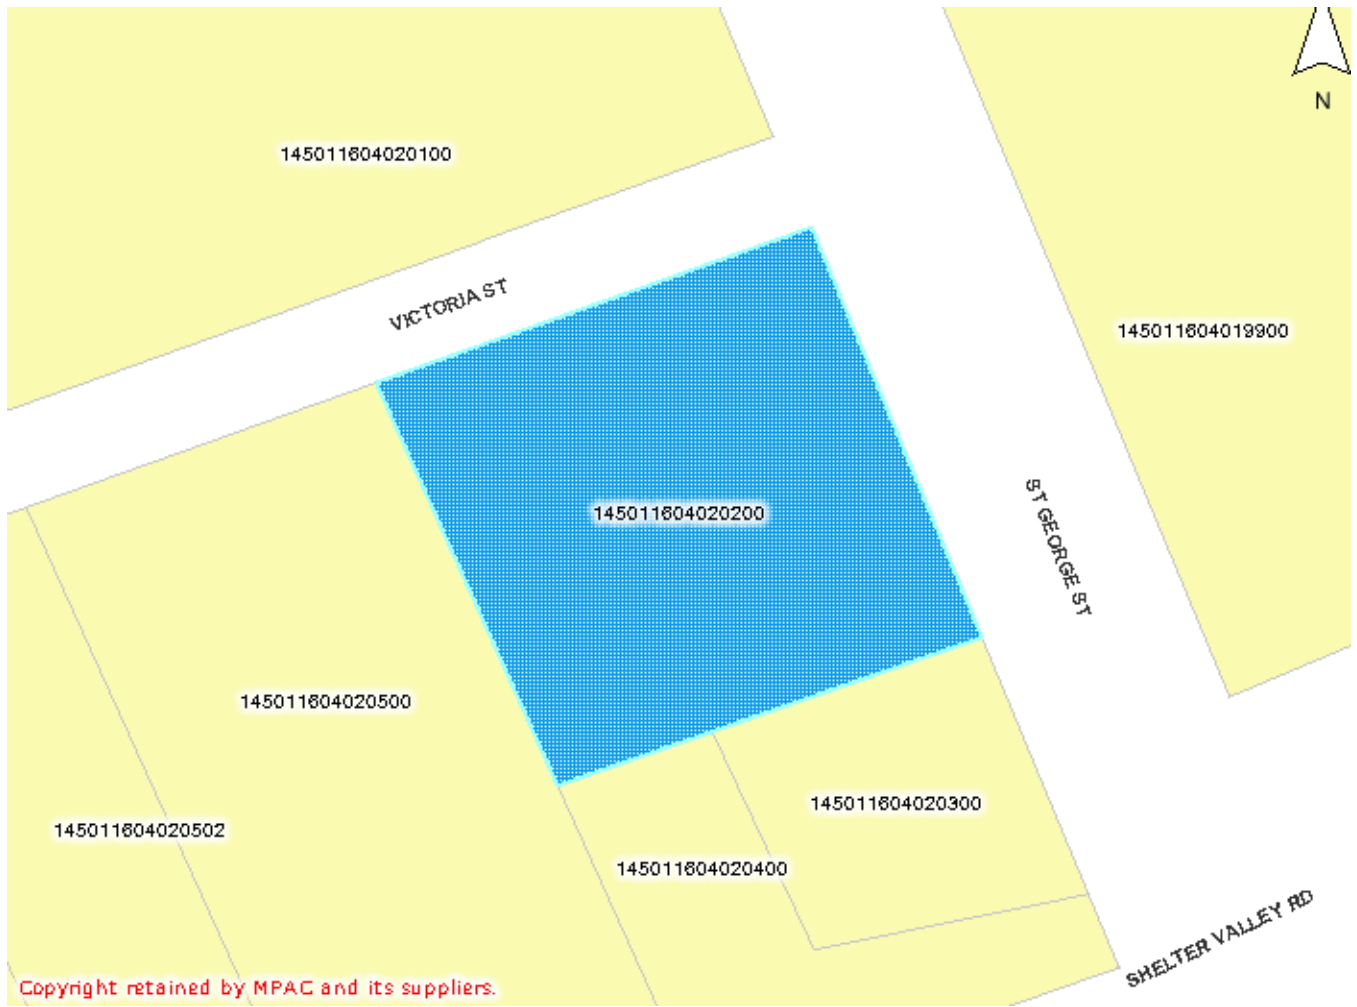 N
145011604020100
VICTORIA ST
145011604019900
145011604020200
ST GEORGE ST
145011604020500
145011604020300
145011604020502
145011604020400
SHELTER VALLEY RD
Copyright retained by MPAC and its suppliers.